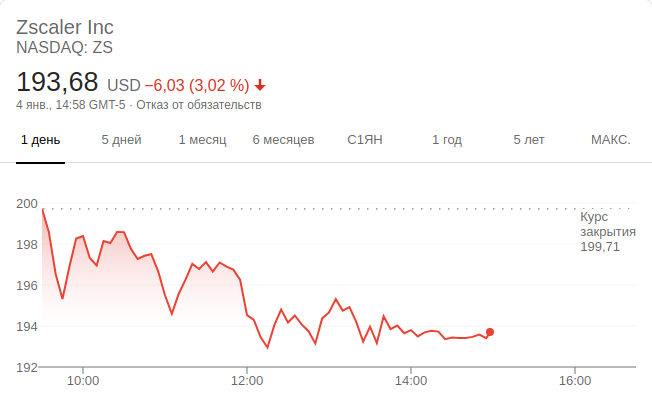 Zscaler Inc
NASDAQ: ZS
193,68 USD −6,03 (3,02 %)
4 янв., 14:58 GMT-5 · Отказ от обязательств
1 день 5 дней 1 месяц 6 месяцев С1ЯН 1 год 5 лет МАКС.
200
Курс
закрытия
199,71
198
196
194
192
10:00 12:00 14:00 16:00